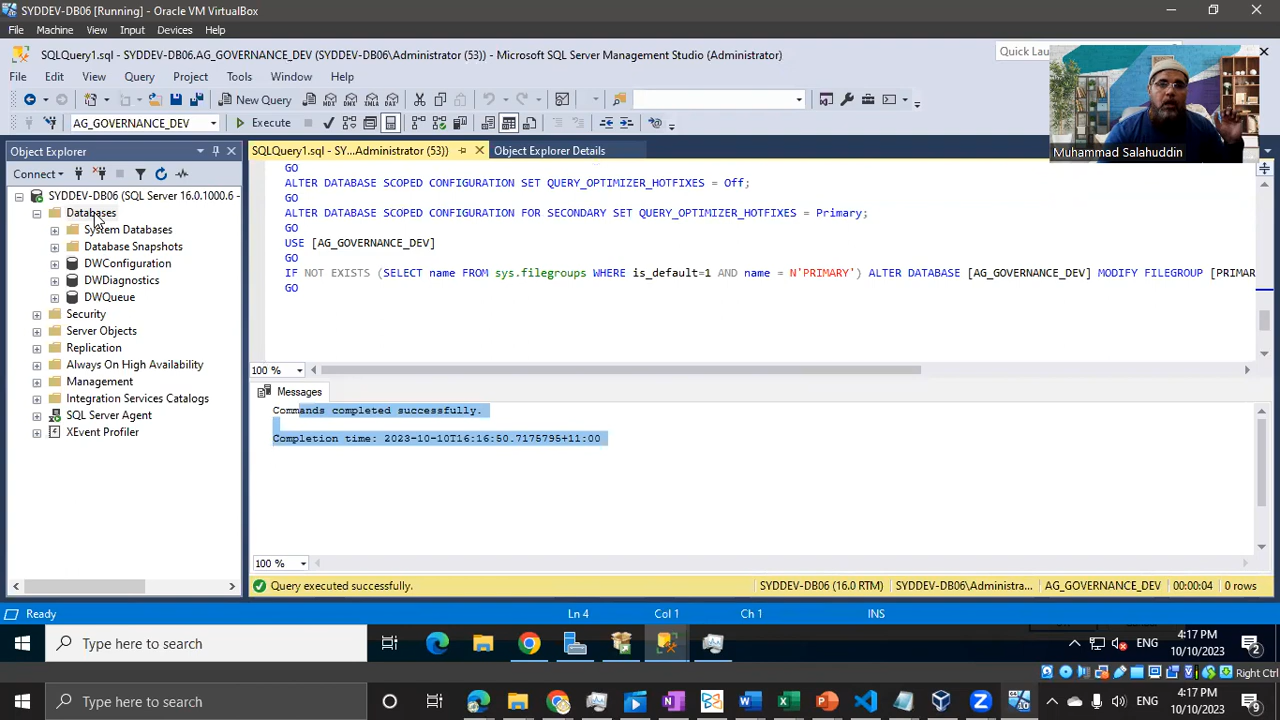 SYDDEV-DB06 [Running] - Oracle VM VirtualBox
File Machine View Input Devices Help
SQLQuery1.sql - SYDDEV-DB06.AG_GOVERNANCE_DEV (SYDDEV-DB06\Administrator (53)) - Microsoft SQL Server Management Studio (Administrator)
Quick Lau
File Edit View Query Project Tools Window Help
New Query
AG_GOVERNANCE_DEV
Execute
Muhammad Salahuddin
Object Explorer
SQLQuery1.sql - SY...Administrator (53))
Object Explorer Details
Connect
SYDDEV-DB06 (SQL Server 16.0.1000.6 -
Databases
System Databases
Database Snapshots
DWConfiguration
DWDiagnostics
DWQueue
Security
Server Objects
Replication
Always On High Availability
Management
Integration Services Catalogs
SQL Server Agent
XEvent Profiler
GO
ALTER DATABASE SCOPED CONFIGURATION SET QUERY_OPTIMIZER_HOTFIXES = Off;
GO
ALTER DATABASE SCOPED CONFIGURATION FOR SECONDARY SET QUERY_OPTIMIZER_HOTFIXES = Primary;
GO
USE [AG_GOVERNANCE_DEV]
GO
IF NOT EXISTS (SELECT name FROM sys.filegroups WHERE is_default=1 AND name = N'PRIMARY') ALTER DATABASE [AG_GOVERNANCE_DEV] MODIFY FILEGROUP [PRIMAR
GO
100 %
Messages
Commands completed successfully.
Completion time: 2023-10-10T16:16:50.7175795+11:00
100 %
Query executed successfully.
SYDDEV-DB06 (16.0 RTM)
SYDDEV-DB06\Administra...
AG_GOVERNANCE_DEV
00:00:04
0 rows
Ready
Ln 4
Col 1
Ch 1
INS
Type here to search
ENG
4:17 PM
10/10/2023
2
Right Ctrl
Type here to search
ENG
4:17 PM
10/10/2023
9